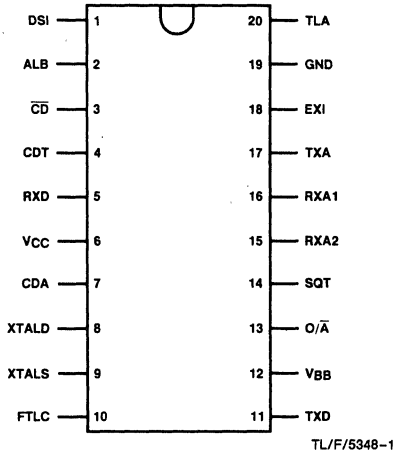 DSI 1 20 TLA
ALB 2 19 GND
C̅D̅ 3 18 EXI
CDT 4 17 TXA
RXD 5 16 RXA1
VCC 6 15 RXA2
CDA 7 14 SQT
XTALD 8 13 O/A̅
XTALS 9 12 VBB
FTLC 10 11 TXD
TL/F/5348-1